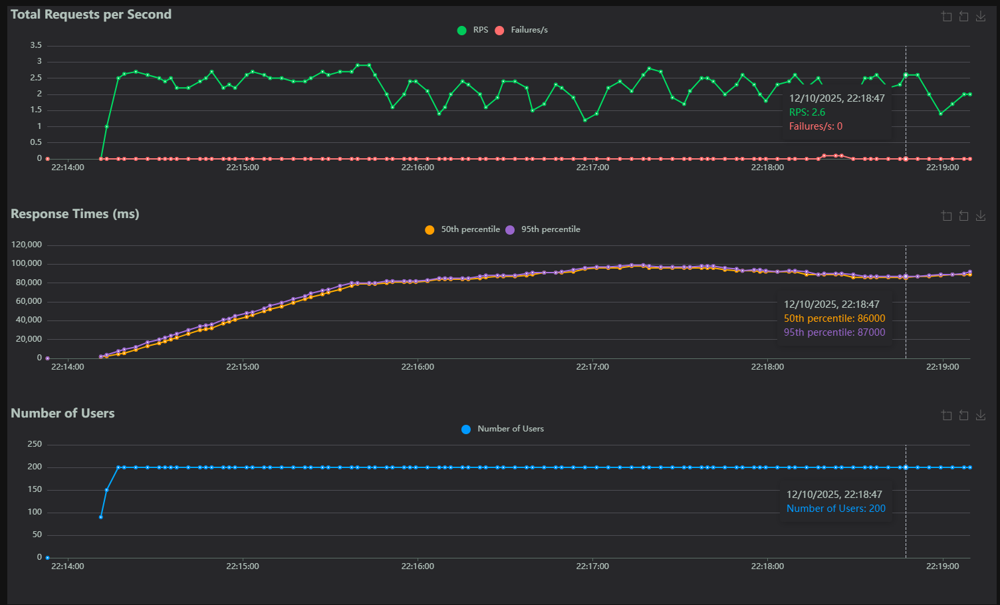 Total Requests per Second
RPS Failures/s
3.5
3
2.5
2
1.5
1
0.5
0
12/10/2025, 22:18:47
RPS: 2.6
Failures/s: 0
22:14:00 22:15:00 22:16:00 22:17:00 22:18:00 22:19:00
Response Times (ms)
50th percentile 95th percentile
120,000
100,000
80,000
60,000
40,000
20,000
0
12/10/2025, 22:18:47
50th percentile: 86000
95th percentile: 87000
22:14:00 22:15:00 22:16:00 22:17:00 22:18:00 22:19:00
Number of Users
Number of Users
250
200
150
100
50
0
12/10/2025, 22:18:47
Number of Users: 200
22:14:00 22:15:00 22:16:00 22:17:00 22:18:00 22:19:00